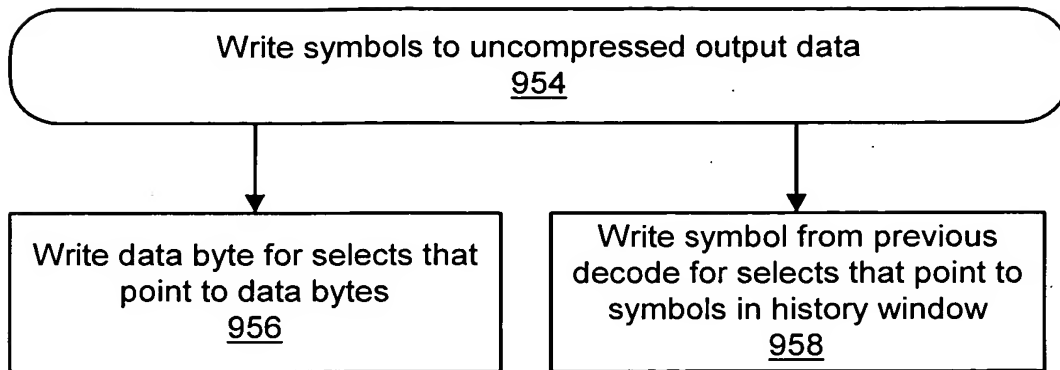 Write symbols to uncompressed output data
954
Write data byte for selects that
point to data bytes
956
Write symbol from previous
decode for selects that point to
symbols in history window
958